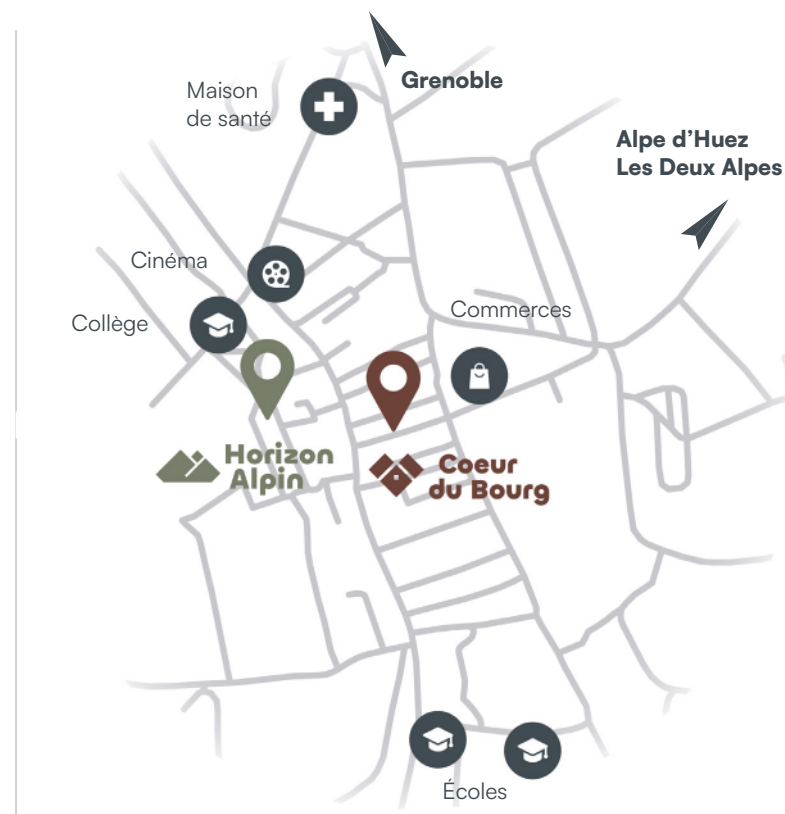 Grenoble
Maison
de santé
Alpe d'Huez
Les Deux Alpes
Cinéma
Commerces
Collège
Horizon
Alpin
Coeur
du Bourg
Écoles